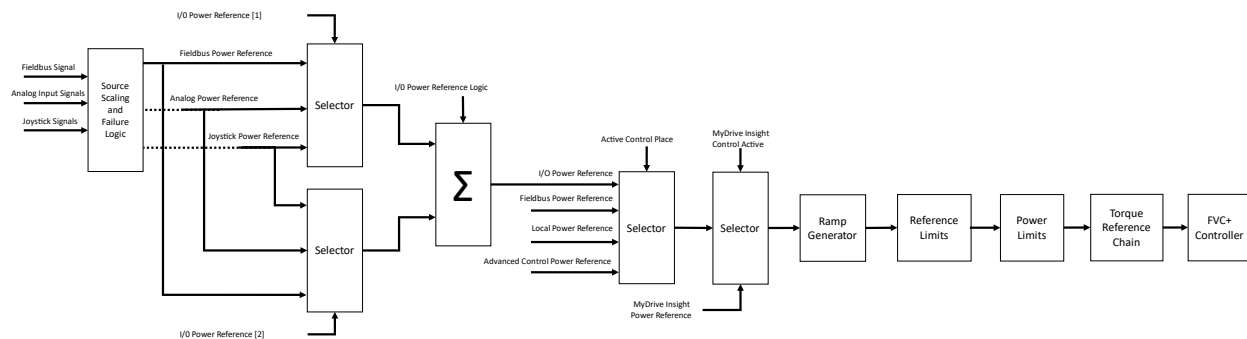 I/0 Power Reference [1]
Fieldbus Power Reference
Fieldbus Signal
Analog Input Signals
Joystick Signals
Source
Scaling
and
Failure
Logic
Analog Power Reference
Joystick Power Reference
Selector
Selector
I/0 Power Reference [2]
I/0 Power Reference Logic
Σ
Active Control Place
I/O Power Reference
Fieldbus Power Reference
Local Power Reference
Advanced Control Power Reference
Selector
MyDrive Insight
Control Active
Selector
MyDrive Insight
Power Reference
Ramp
Generator
Reference
Limits
Power
Limits
Torque
Reference
Chain
FVC+
Controller